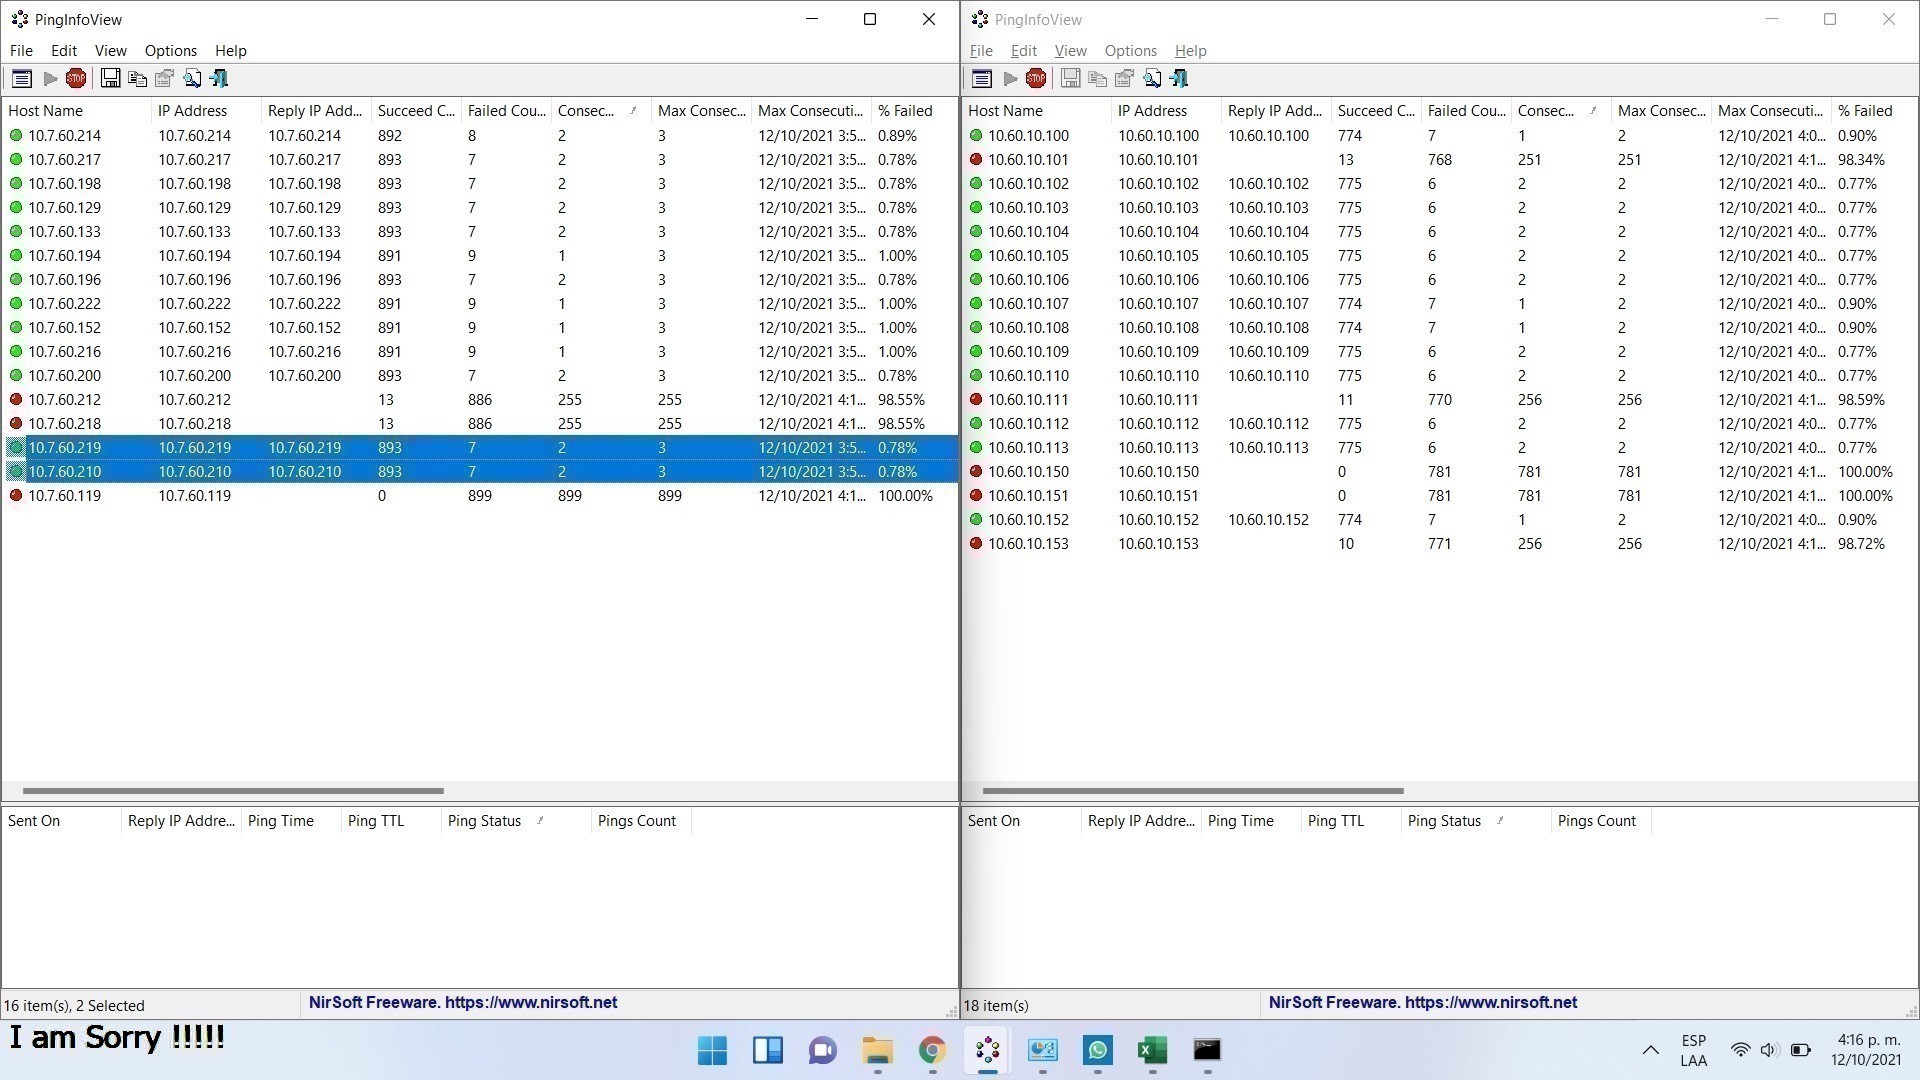 PingInfoView
File Edit View Options Help
Host Name IP Address Reply IP Add... Succeed C... Failed Cou... Consec... Max Consec... Max Consecuti... % Failed
10.7.60.214 10.7.60.214 10.7.60.214 892 8 2 3 12/10/2021 3:5... 0.89%
10.7.60.217 10.7.60.217 10.7.60.217 893 7 2 3 12/10/2021 3:5... 0.78%
10.7.60.198 10.7.60.198 10.7.60.198 893 7 2 3 12/10/2021 3:5... 0.78%
10.7.60.129 10.7.60.129 10.7.60.129 893 7 2 3 12/10/2021 3:5... 0.78%
10.7.60.133 10.7.60.133 10.7.60.133 893 7 2 3 12/10/2021 3:5... 0.78%
10.7.60.194 10.7.60.194 10.7.60.194 891 9 1 3 12/10/2021 3:5... 1.00%
10.7.60.196 10.7.60.196 10.7.60.196 893 7 2 3 12/10/2021 3:5... 0.78%
10.7.60.222 10.7.60.222 10.7.60.222 891 9 1 3 12/10/2021 3:5... 1.00%
10.7.60.152 10.7.60.152 10.7.60.152 891 9 1 3 12/10/2021 3:5... 1.00%
10.7.60.216 10.7.60.216 10.7.60.216 891 9 1 3 12/10/2021 3:5... 1.00%
10.7.60.200 10.7.60.200 10.7.60.200 893 7 2 3 12/10/2021 3:5... 0.78%
10.7.60.212 10.7.60.212 13 886 255 255 12/10/2021 4:1... 98.55%
10.7.60.218 10.7.60.218 13 886 255 255 12/10/2021 4:1... 98.55%
10.7.60.219 10.7.60.219 10.7.60.219 893 7 2 3 12/10/2021 3:5... 0.78%
10.7.60.210 10.7.60.210 10.7.60.210 893 7 2 3 12/10/2021 3:5... 0.78%
10.7.60.119 10.7.60.119 0 899 899 899 12/10/2021 4:1... 100.00%
Sent On Reply IP Addre... Ping Time Ping TTL Ping Status Pings Count
16 item(s), 2 Selected NirSoft Freeware. https://www.nirsoft.net
PingInfoView
File Edit View Options Help
Host Name IP Address Reply IP Add... Succeed C... Failed Cou... Consec... Max Consec... Max Consecuti... % Failed
10.60.10.100 10.60.10.100 10.60.10.100 774 7 1 2 12/10/2021 4:0... 0.90%
10.60.10.101 10.60.10.101 13 768 251 251 12/10/2021 4:1... 98.34%
10.60.10.102 10.60.10.102 10.60.10.102 775 6 2 2 12/10/2021 4:0... 0.77%
10.60.10.103 10.60.10.103 10.60.10.103 775 6 2 2 12/10/2021 4:0... 0.77%
10.60.10.104 10.60.10.104 10.60.10.104 775 6 2 2 12/10/2021 4:0... 0.77%
10.60.10.105 10.60.10.105 10.60.10.105 775 6 2 2 12/10/2021 4:0... 0.77%
10.60.10.106 10.60.10.106 10.60.10.106 775 6 2 2 12/10/2021 4:0... 0.77%
10.60.10.107 10.60.10.107 10.60.10.107 774 7 1 2 12/10/2021 4:0... 0.90%
10.60.10.108 10.60.10.108 10.60.10.108 774 7 1 2 12/10/2021 4:0... 0.90%
10.60.10.109 10.60.10.109 10.60.10.109 775 6 2 2 12/10/2021 4:0... 0.77%
10.60.10.110 10.60.10.110 10.60.10.110 775 6 2 2 12/10/2021 4:0... 0.77%
10.60.10.111 10.60.10.111 11 770 256 256 12/10/2021 4:1... 98.59%
10.60.10.112 10.60.10.112 10.60.10.112 775 6 2 2 12/10/2021 4:0... 0.77%
10.60.10.113 10.60.10.113 10.60.10.113 775 6 2 2 12/10/2021 4:0... 0.77%
10.60.10.150 10.60.10.150 0 781 781 781 12/10/2021 4:1... 100.00%
10.60.10.151 10.60.10.151 0 781 781 781 12/10/2021 4:1... 100.00%
10.60.10.152 10.60.10.152 10.60.10.152 774 7 1 2 12/10/2021 4:0... 0.90%
10.60.10.153 10.60.10.153 10 771 256 256 12/10/2021 4:1... 98.72%
Sent On Reply IP Addre... Ping Time Ping TTL Ping Status Pings Count
18 item(s) NirSoft Freeware. https://www.nirsoft.net
I am Sorry !!!!!
ESP
LAA
4:16 p. m.
12/10/2021